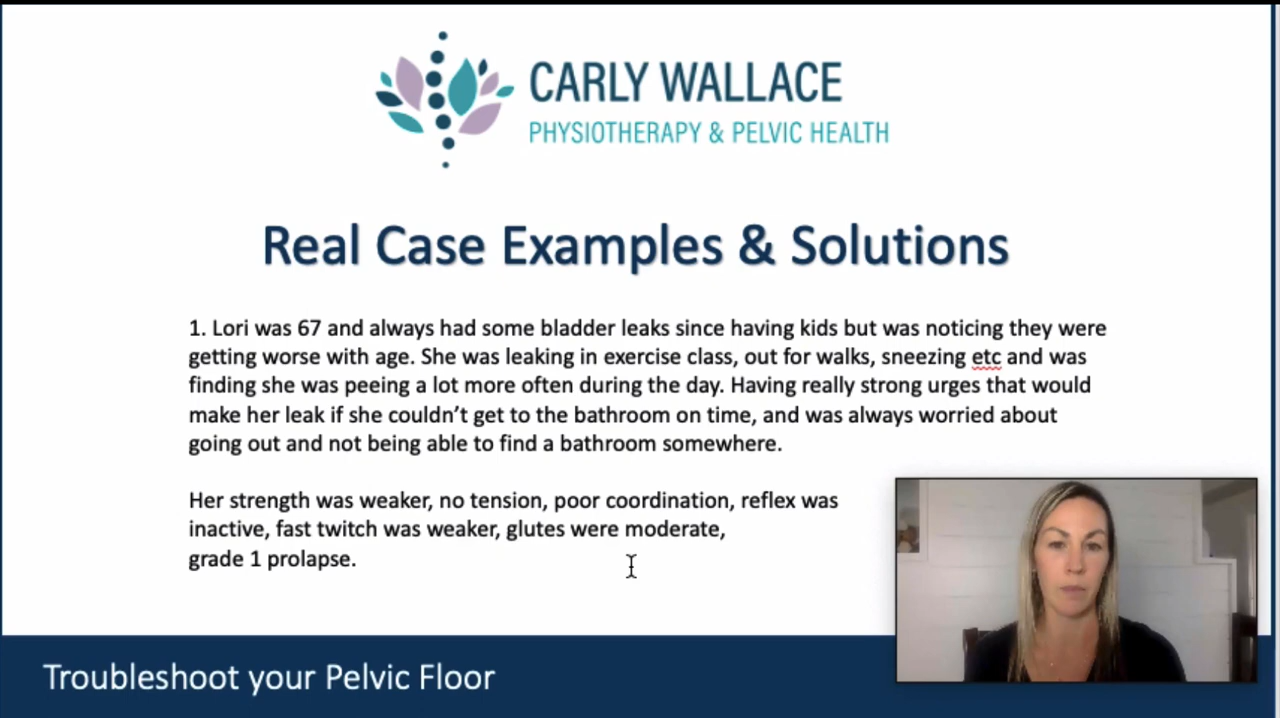 CARLY WALLACE
PHYSIOTHERAPY & PELVIC HEALTH
Real Case Examples & Solutions
1. Lori was 67 and always had some bladder leaks since having kids but was noticing they were
getting worse with age. She was leaking in exercise class, out for walks, sneezing etc and was
finding she was peeing a lot more often during the day. Having really strong urges that would
make her leak if she couldn’t get to the bathroom on time, and was always worried about
going out and not being able to find a bathroom somewhere.
Her strength was weaker, no tension, poor coordination, reflex was
inactive, fast twitch was weaker, glutes were moderate,
grade 1 prolapse.
Troubleshoot your Pelvic Floor